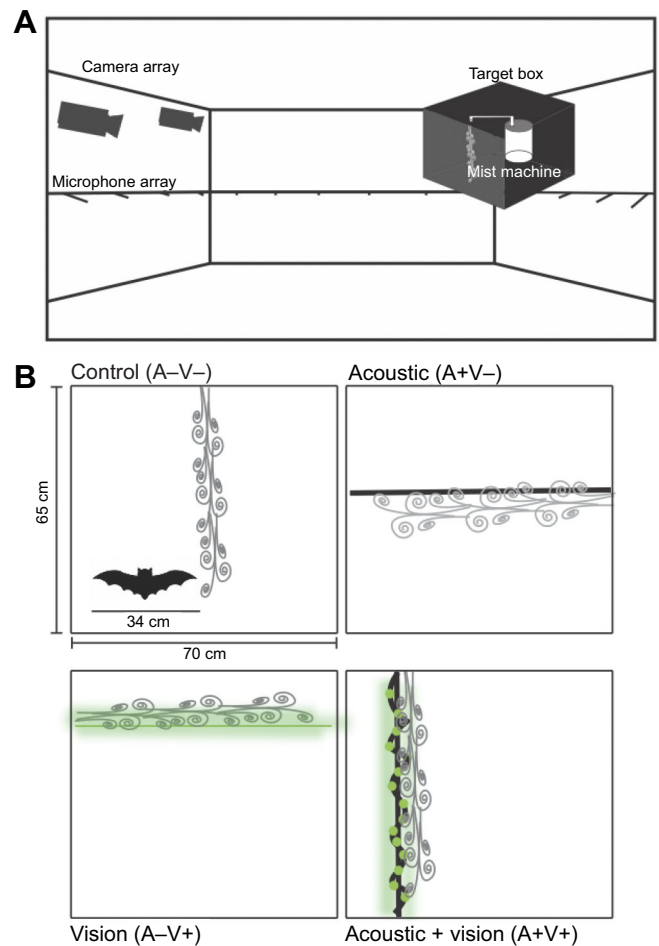 A
Camera array
Target box
Mist machine
Microphone array
B
Control (A–V–)
Acoustic (A+V–)
65 cm
34 cm
70 cm
Vision (A–V+)
Acoustic + vision (A+V+)